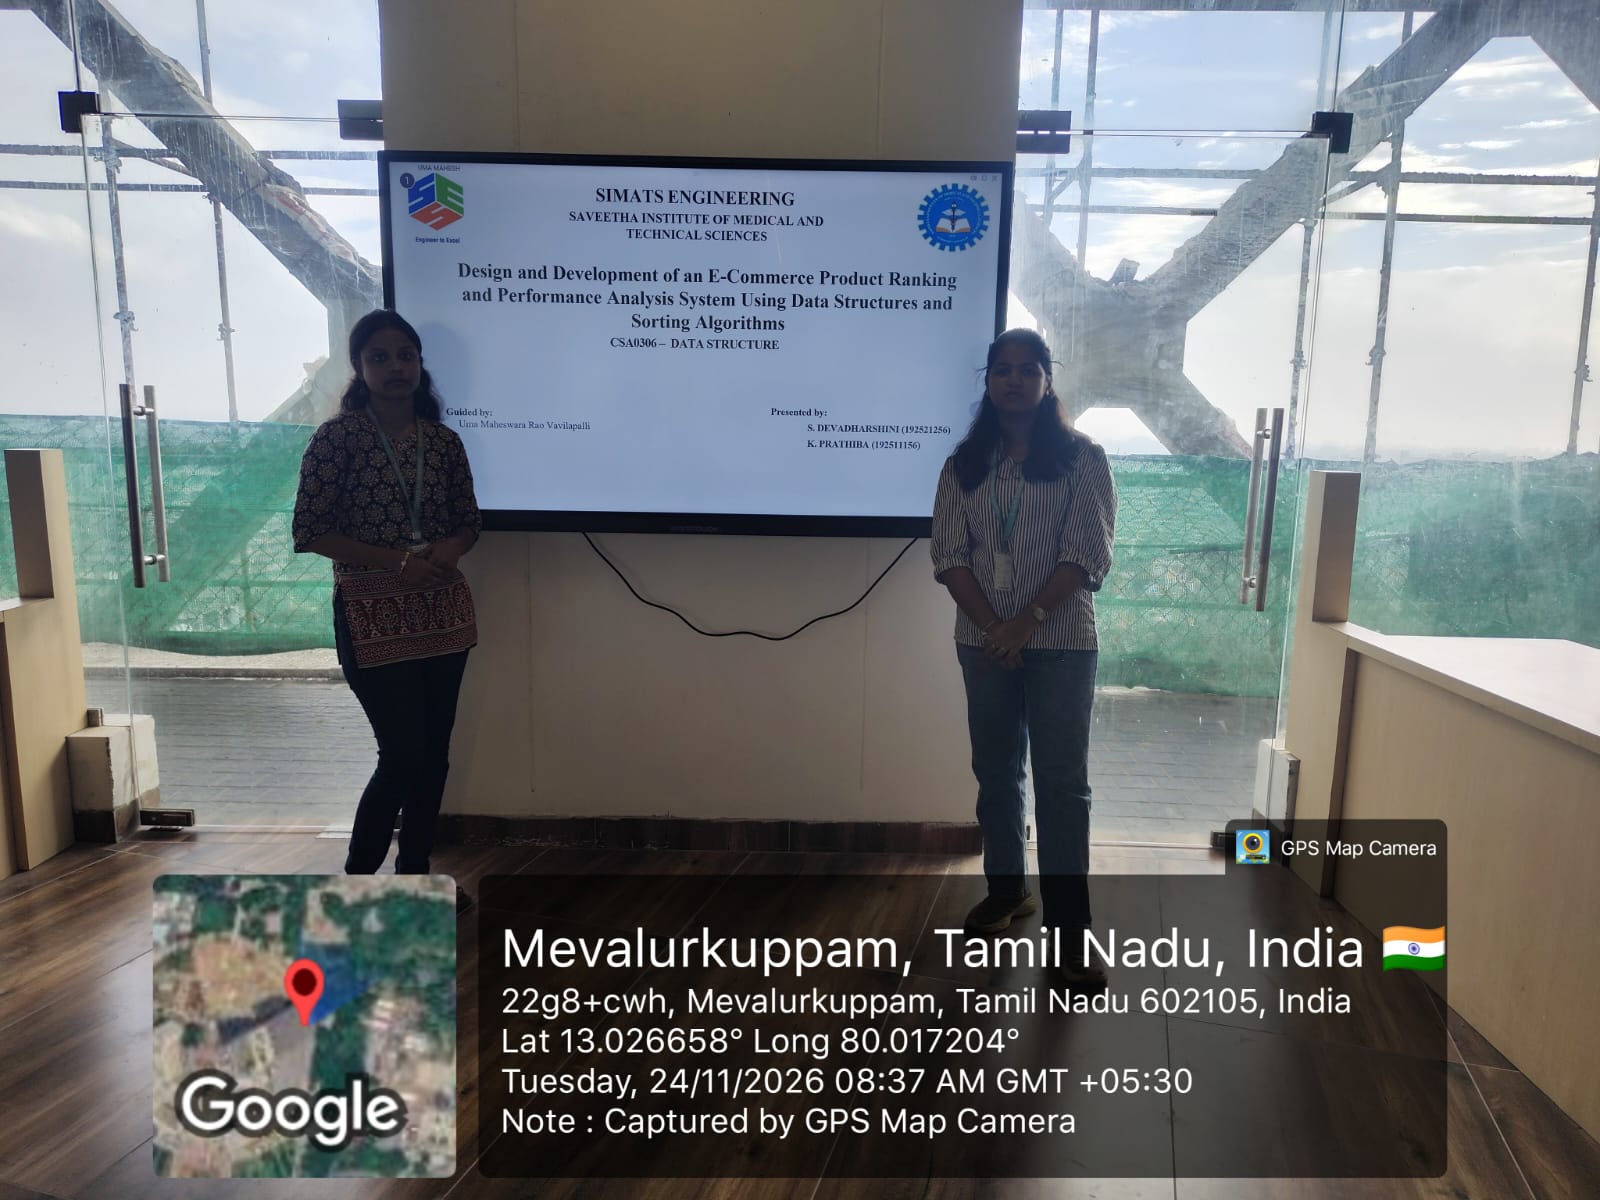 UMA MAHESH
1
Engineer to Excel
SIMATS ENGINEERING
SAVEETHA INSTITUTE OF MEDICAL AND
TECHNICAL SCIENCES
Design and Development of an E-Commerce Product Ranking
and Performance Analysis System Using Data Structures and
Sorting Algorithms
CSA0306 – DATA STRUCTURE
Guided by:
Uma Maheswara Rao Vavilapalli
Presented by:
S. DEVADHARSHINI (192521256)
K. PRATHIBA (192511156)
GPS Map Camera
Google
Mevalurkuppam, Tamil Nadu, India
22g8+cwh, Mevalurkuppam, Tamil Nadu 602105, India
Lat 13.026658° Long 80.017204°
Tuesday, 24/11/2026 08:37 AM GMT +05:30
Note : Captured by GPS Map Camera